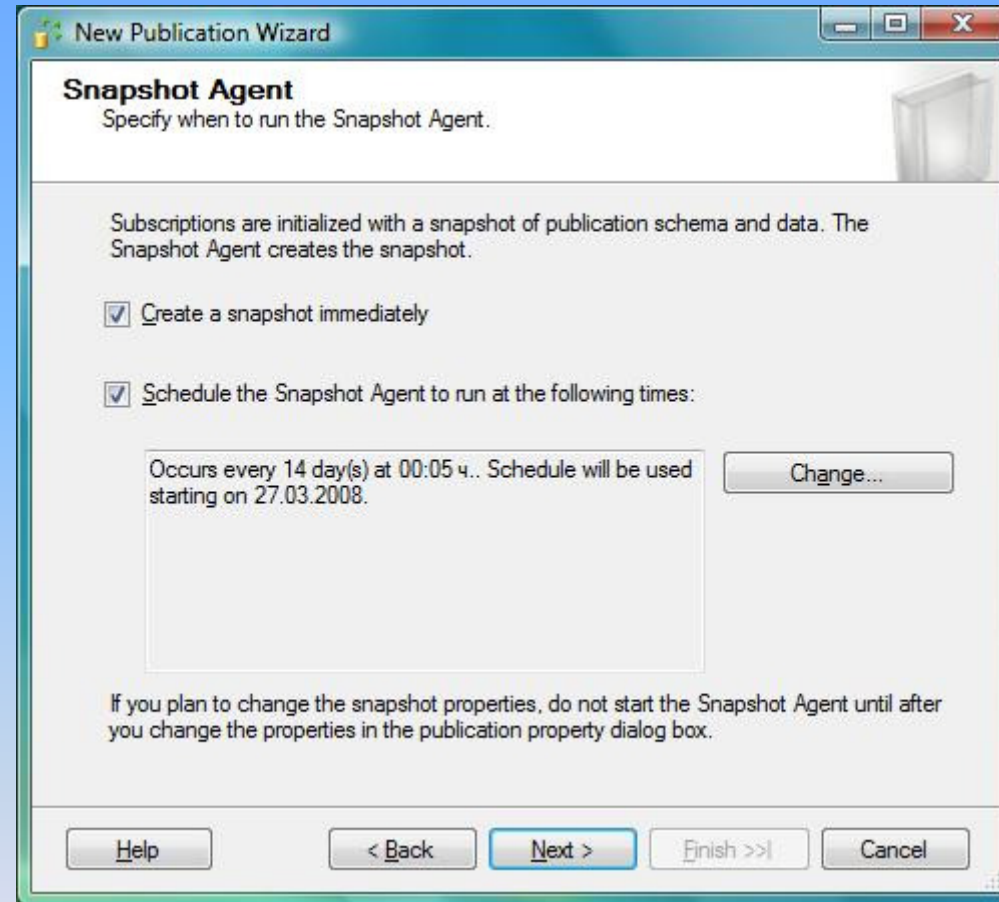 New Publication Wizard
Snapshot Agent
Specify when to run the Snapshot Agent.
Subscriptions are initialized with a snapshot of publication schema and data. The
Snapshot Agent creates the snapshot.
Create a snapshot immediately
Schedule the Snapshot Agent to run at the following times:
Occurs every 14 day(s) at 00:05 ч.. Schedule will be used
starting on 27.03.2008.
Change...
If you plan to change the snapshot properties, do not start the Snapshot Agent until after
you change the properties in the publication property dialog box.
Help < Back Next > Finish >>| Cancel